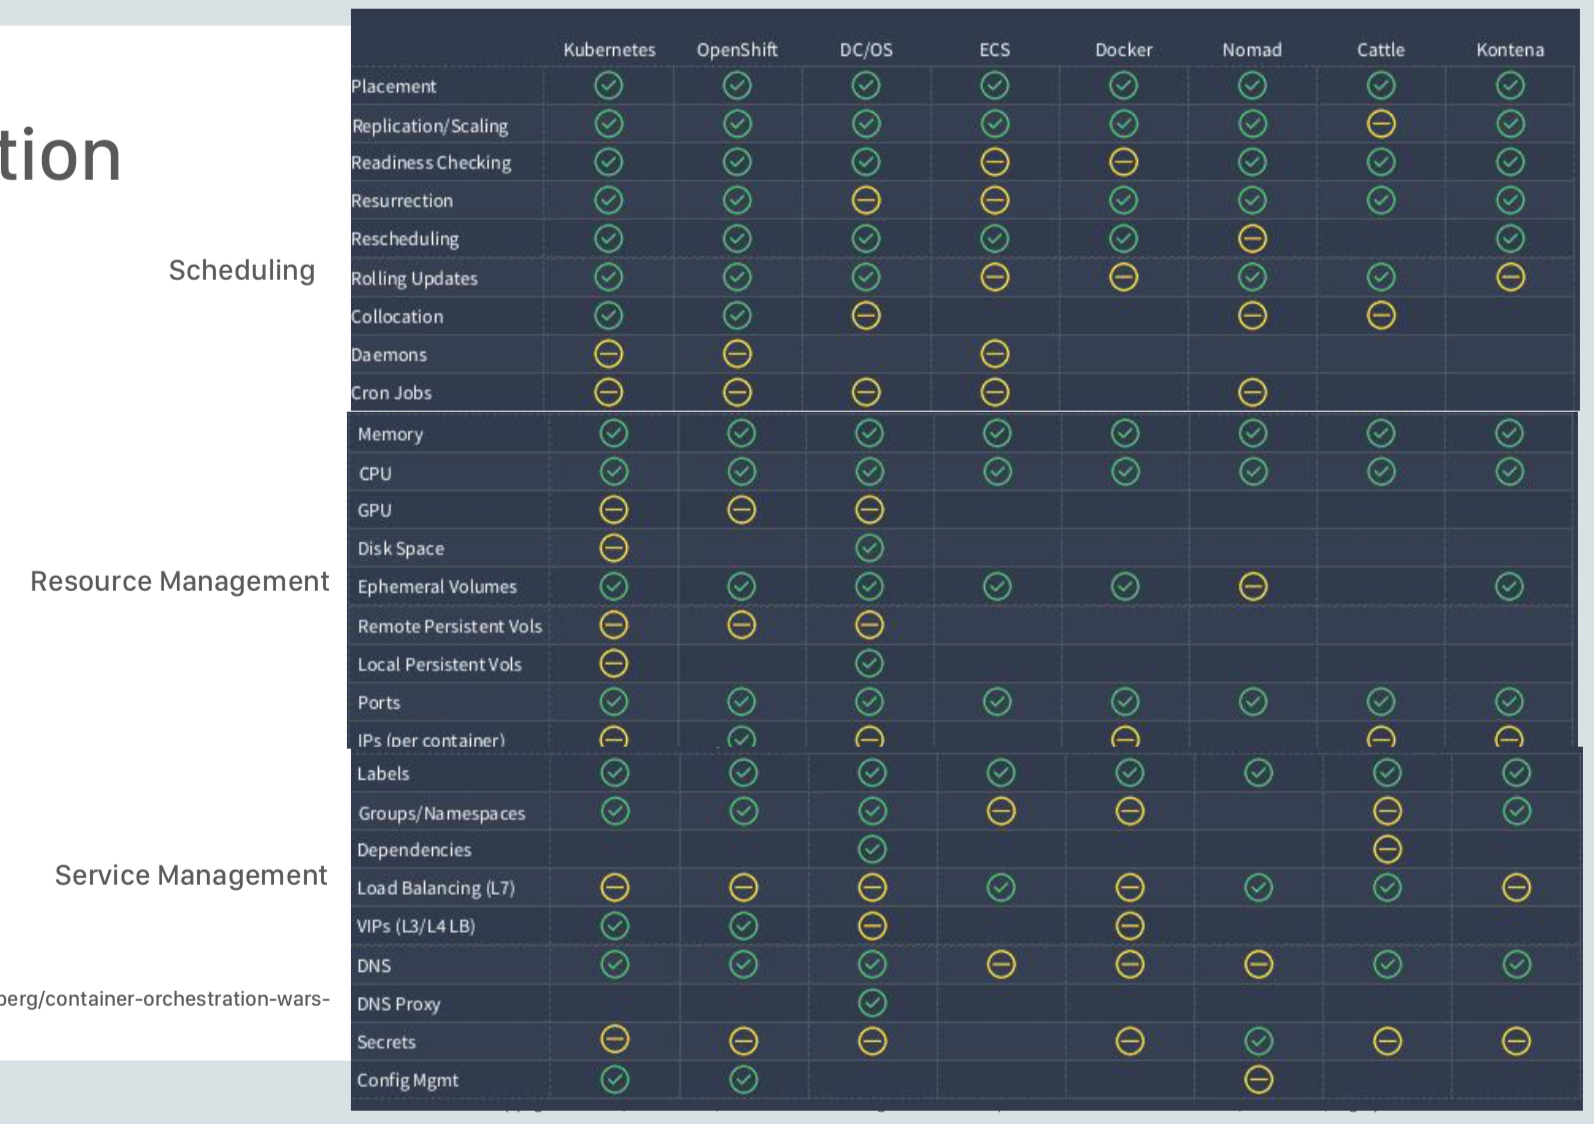 tion
Kubernetes OpenShift DC/OS ECS Docker Nomad Cattle Kontena
Scheduling
Placement
Replication/Scaling
Readiness Checking
Resurrection
Rescheduling
Rolling Updates
Collocation
Daemons
Cron Jobs
Resource Management
Memory
CPU
GPU
Disk Space
Ephemeral Volumes
Remote Persistent Vols
Local Persistent Vols
Ports
IPs (per container)
Service Management
Labels
Groups/Namespaces
Dependencies
Load Balancing (L7)
VIPs (L3/L4 LB)
DNS
DNS Proxy
Secrets
Config Mgmt
berg/container-orchestration-wars-